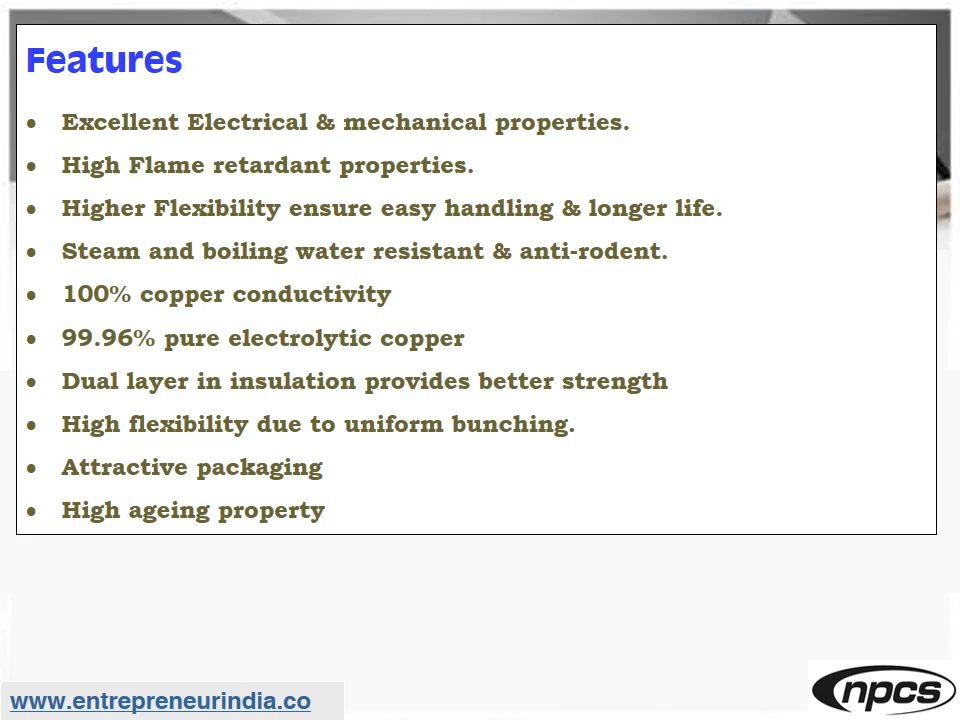 Features
• Excellent Electrical & mechanical properties.
• High Flame retardant properties.
• Higher Flexibility ensure easy handling & longer life.
• Steam and boiling water resistant & anti-rodent.
• 100% copper conductivity
• 99.96% pure electrolytic copper
• Dual layer in insulation provides better strength
• High flexibility due to uniform bunching.
• Attractive packaging
• High ageing property
www.entrepreneurindia.co
npcs